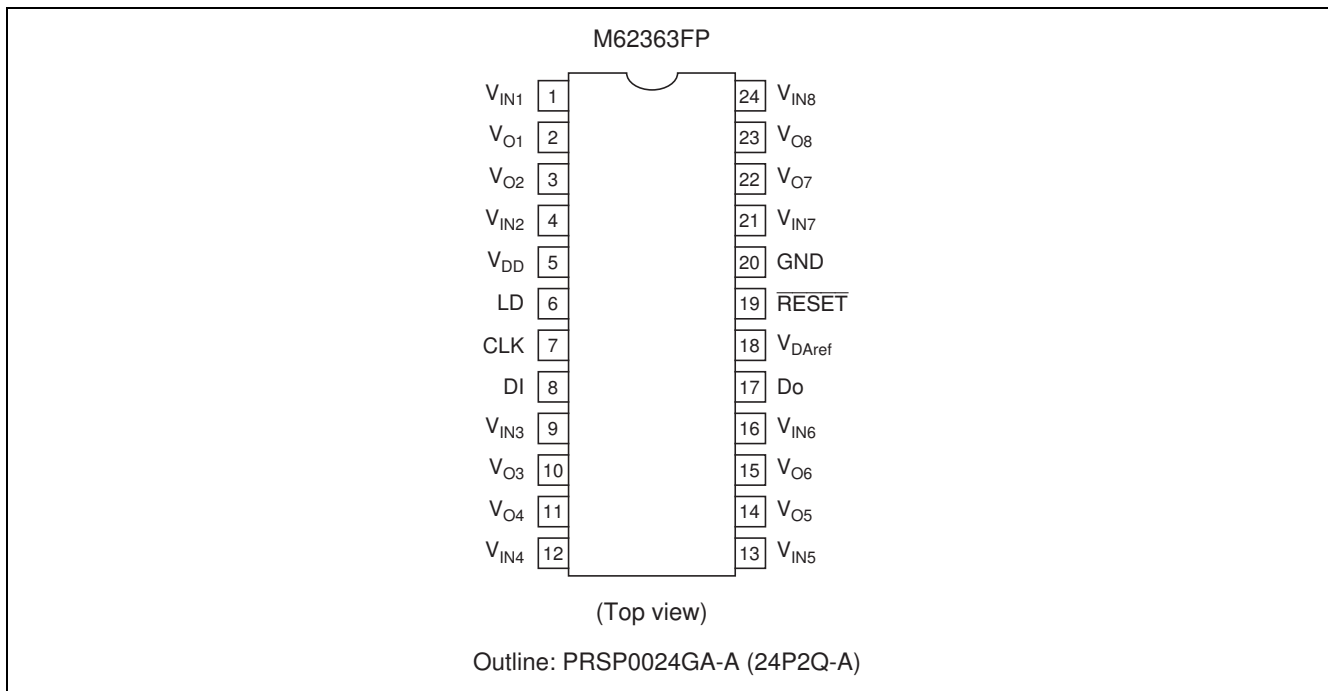 M62363FP
VIN1 1 24 VIN8
VO1 2 23 VO8
VO2 3 22 VO7
VIN2 4 21 VIN7
VDD 5 20 GND
LD 6 19 RESET
CLK 7 18 VDAref
DI 8 17 Do
VIN3 9 16 VIN6
VO3 10 15 VO6
VO4 11 14 VO5
VIN4 12 13 VIN5
(Top view)
Outline: PRSP0024GA-A (24P2Q-A)